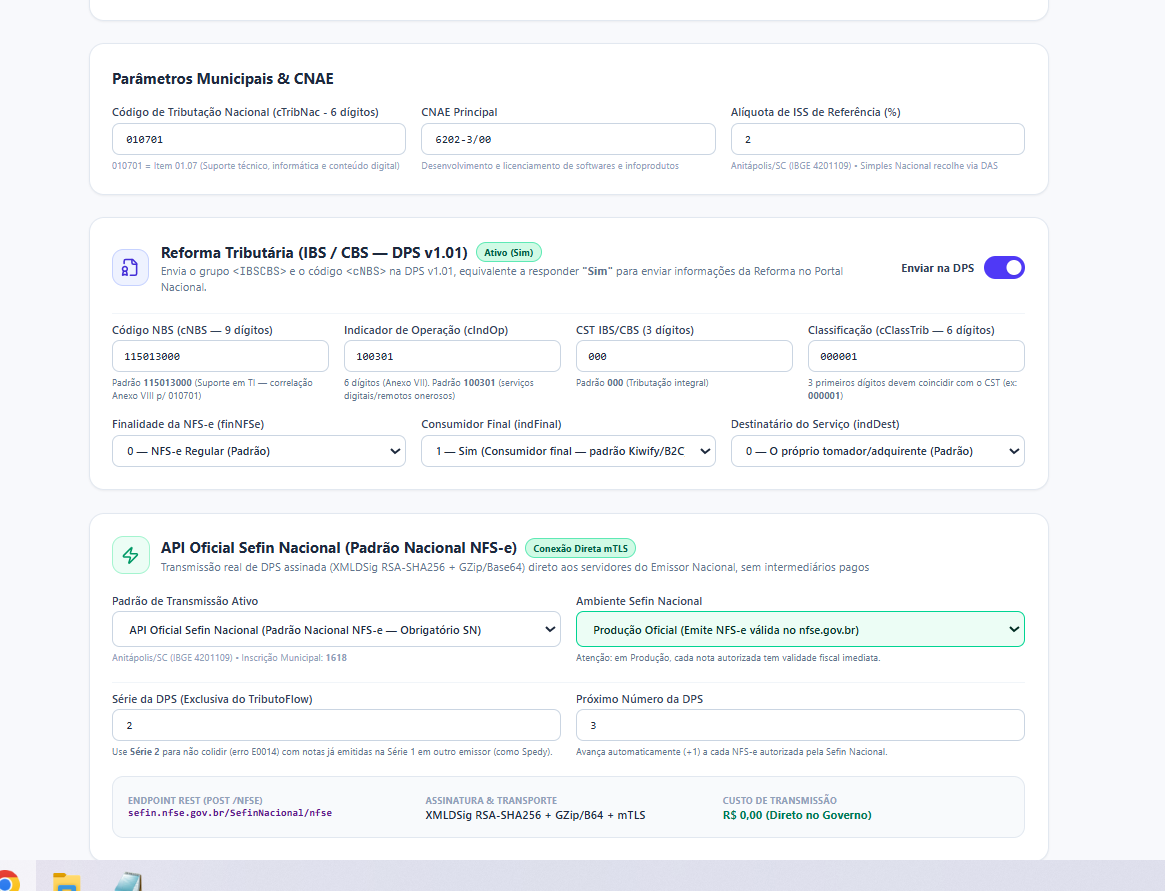 Parâmetros Municipais & CNAE
Código de Tributação Nacional (cTribNac - 6 dígitos)
CNAE Principal
Alíquota de ISS de Referência (%)
010701
6202-3/00
2
010701 = Item 01.07 (Suporte técnico, informática e conteúdo digital)
Desenvolvimento e licenciamento de softwares e infoprodutos
Anitápolis/SC (IBGE 4201109) • Simples Nacional recolhe via DAS
Reforma Tributária (IBS / CBS — DPS v1.01)
Ativo (Sim)
Envia o grupo <IBSCBS> e o código <cNBS> na DPS v1.01, equivalente a responder "Sim" para enviar informações da Reforma no Portal
Nacional.
Enviar na DPS
Código NBS (cNBS — 9 dígitos)
Indicador de Operação (cIndOp)
CST IBS/CBS (3 dígitos)
Classificação (cClassTrib — 6 dígitos)
115013000
100301
000
000001
Padrão 115013000 (Suporte em TI — correlação
Anexo VIII p/ 010701)
6 dígitos (Anexo VII). Padrão 100301 (serviços
digitais/remotos onerosos)
Padrão 000 (Tributação integral)
3 primeiros dígitos devem coincidir com o CST (ex:
000001)
Finalidade da NFS-e (finNFSe)
Consumidor Final (indFinal)
Destinatário do Serviço (indDest)
0 — NFS-e Regular (Padrão)
1 — Sim (Consumidor final — padrão Kiwify/B2C
0 — O próprio tomador/adquirente (Padrão)
API Oficial Sefin Nacional (Padrão Nacional NFS-e)
Conexão Direta mTLS
Transmissão real de DPS assinada (XMLDSig RSA-SHA256 + GZip/Base64) direto aos servidores do Emissor Nacional, sem intermediários pagos
Padrão de Transmissão Ativo
Ambiente Sefin Nacional
API Oficial Sefin Nacional (Padrão Nacional NFS-e — Obrigatório SN)
Produção Oficial (Emite NFS-e válida no nfse.gov.br)
Anitápolis/SC (IBGE 4201109) • Inscrição Municipal: 1618
Atenção: em Produção, cada nota autorizada tem validade fiscal imediata.
Série da DPS (Exclusiva do TributoFlow)
Próximo Número da DPS
2
3
Use Série 2 para não colidir (erro E0014) com notas já emitidas na Série 1 em outro emissor (como Spedy).
Avança automaticamente (+1) a cada NFS-e autorizada pela Sefin Nacional.
ENDPOINT REST (POST /NFSE)
ASSINATURA & TRANSPORTE
CUSTO DE TRANSMISSÃO
sefin.nfse.gov.br/SefinNacional/nfse
XMLDSig RSA-SHA256 + GZip/B64 + mTLS
R$ 0,00 (Direto no Governo)